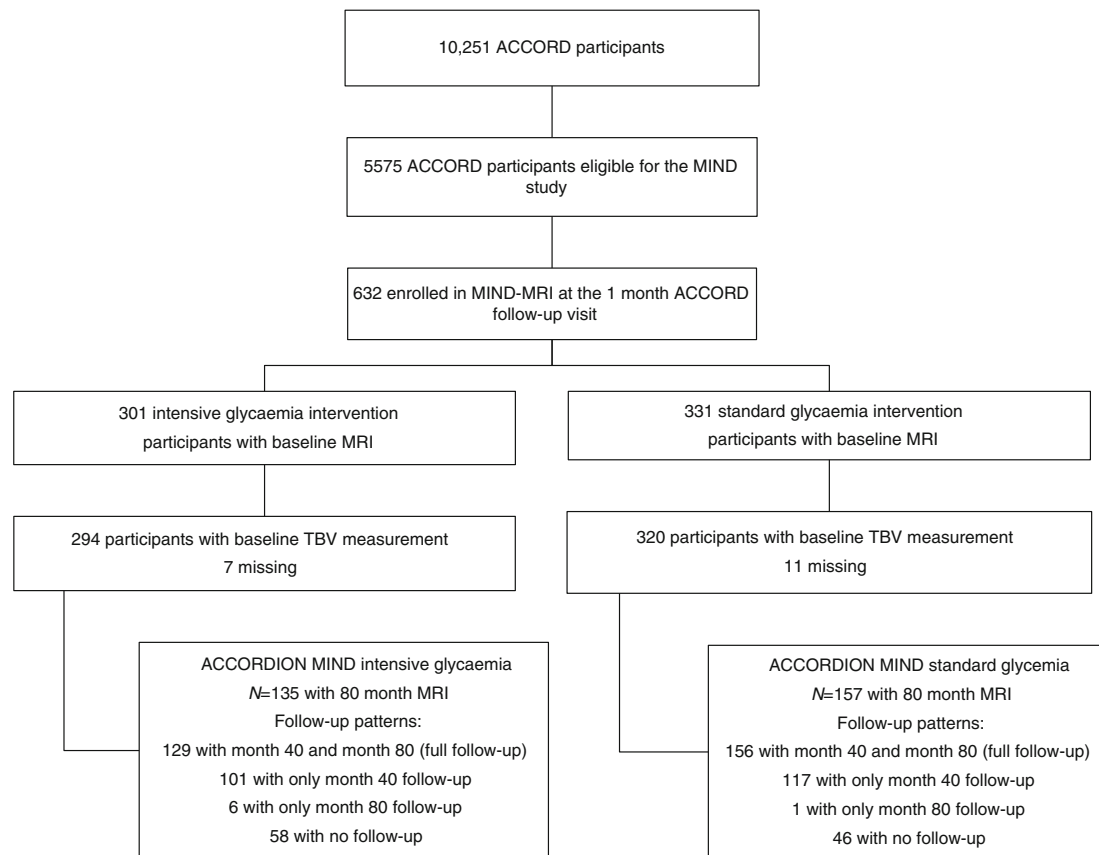 10,251 ACCORD participants
5575 ACCORD participants eligible for the MIND
study
632 enrolled in MIND-MRI at the 1 month ACCORD
follow-up visit
301 intensive glycaemia intervention
participants with baseline MRI
331 standard glycaemia intervention
participants with baseline MRI
294 participants with baseline TBV measurement
7 missing
320 participants with baseline TBV measurement
11 missing
ACCORDION MIND intensive glycaemia
N=135 with 80 month MRI
Follow-up patterns:
129 with month 40 and month 80 (full follow-up)
101 with only month 40 follow-up
6 with only month 80 follow-up
58 with no follow-up
ACCORDION MIND standard glycemia
N=157 with 80 month MRI
Follow-up patterns:
156 with month 40 and month 80 (full follow-up)
117 with only month 40 follow-up
1 with only month 80 follow-up
46 with no follow-up